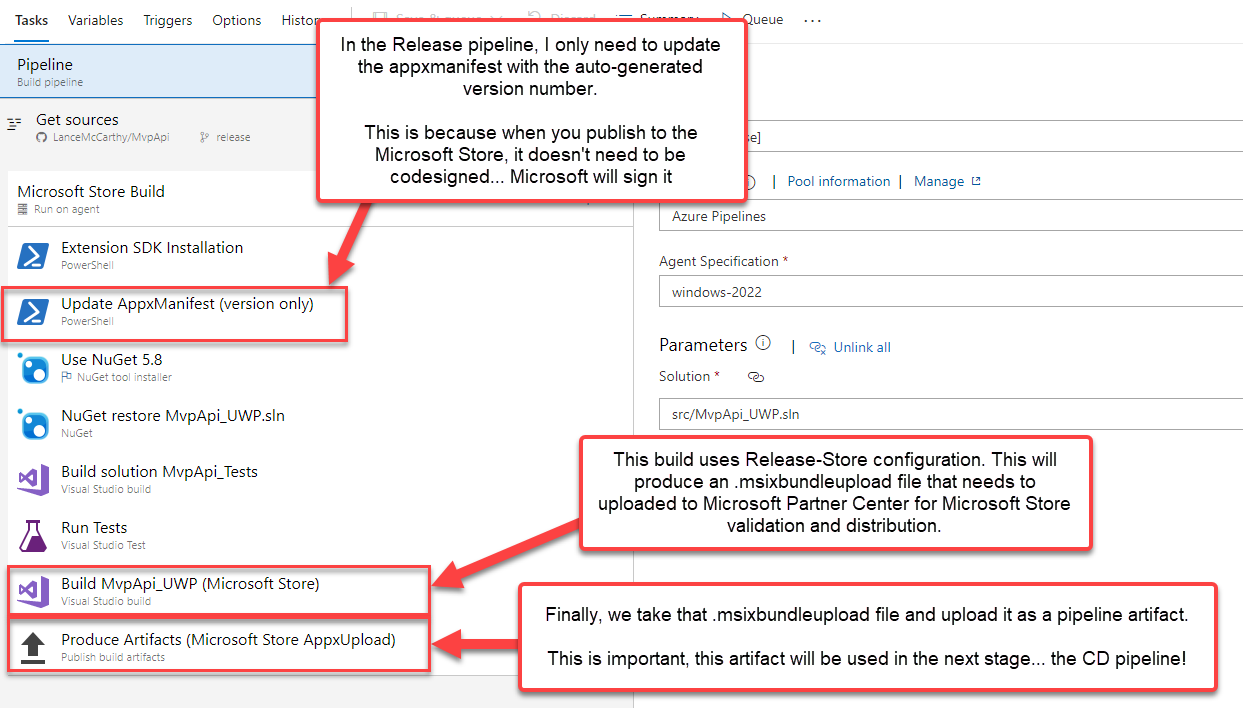 Tasks Variables Triggers Options
Summary Queue ...
Pipeline
Build pipeline
Get sources
LanceMcCarthy/MvpApi release
Microsoft Store Build
Run on agent
Extension SDK Installation
PowerShell
Update AppxManifest (version only)
PowerShell
Use NuGet 5.8
NuGet tool installer
NuGet restore MvpApi_UWP.sln
NuGet
Build solution MvpApi_Tests
Visual Studio build
Run Tests
Visual Studio Test
Build MvpApi_UWP (Microsoft Store)
Visual Studio build
Produce Artifacts (Microsoft Store AppxUpload)
Publish build artifacts
In the Release pipeline, I only need to update
the appxmanifest with the auto-generated
version number.
This is because when you publish to the
Microsoft Store, it doesn't need to be
codesigned... Microsoft will sign it
| Pool information | Manage
Azure Pipelines
Agent Specification *
windows-2022
Parameters | Unlink all
Solution *
src/MvpApi_UWP.sln
This build uses Release-Store configuration. This will
produce an .msixbundleupload file that needs to
uploaded to Microsoft Partner Center for Microsoft Store
validation and distribution.
Finally, we take that .msixbundleupload file and upload it as a pipeline artifact.
This is important, this artifact will be used in the next stage... the CD pipeline!